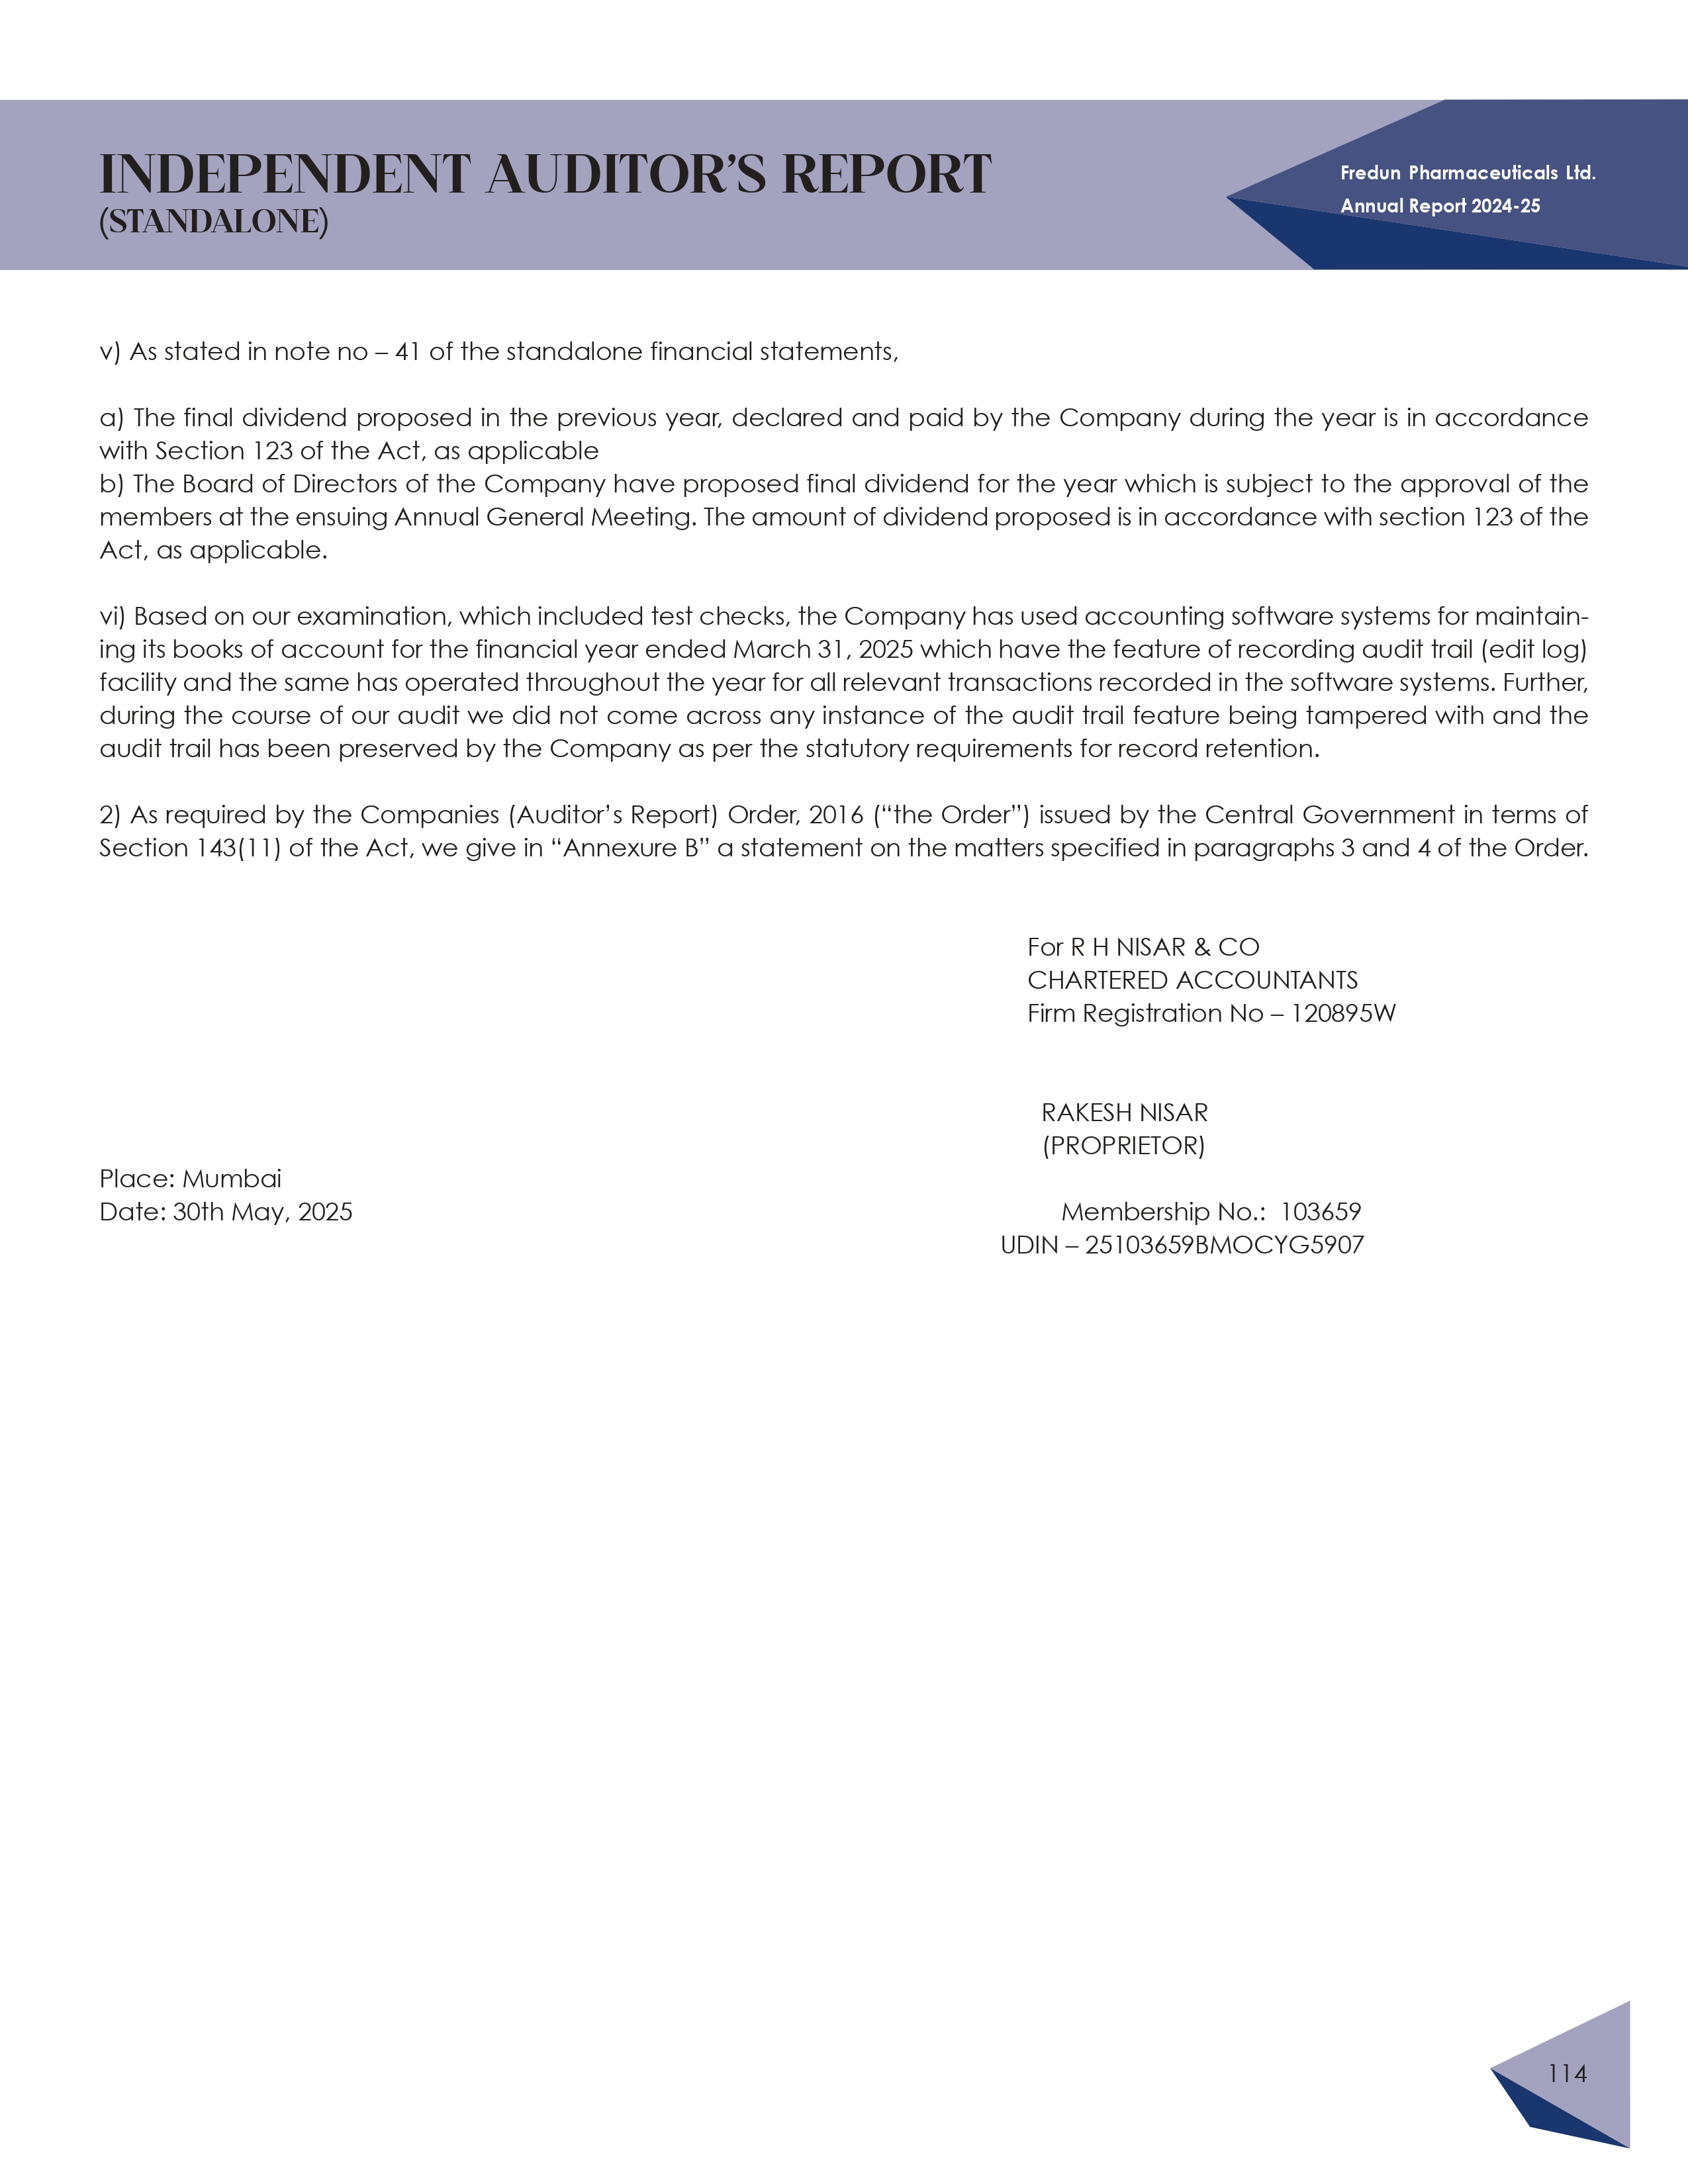 INDEPENDENT AUDITOR’S REPORT
(STANDALONE)
Fredun Pharmaceuticals Ltd.
Annual Report 2024-25
v) As stated in note no – 41 of the standalone financial statements,
a) The final dividend proposed in the previous year, declared and paid by the Company during the year is in accordance
with Section 123 of the Act, as applicable
b) The Board of Directors of the Company have proposed final dividend for the year which is subject to the approval of the
members at the ensuing Annual General Meeting. The amount of dividend proposed is in accordance with section 123 of the
Act, as applicable.
vi) Based on our examination, which included test checks, the Company has used accounting software systems for maintain-
ing its books of account for the financial year ended March 31, 2025 which have the feature of recording audit trail (edit log)
facility and the same has operated throughout the year for all relevant transactions recorded in the software systems. Further,
during the course of our audit we did not come across any instance of the audit trail feature being tampered with and the
audit trail has been preserved by the Company as per the statutory requirements for record retention.
2) As required by the Companies (Auditor’s Report) Order, 2016 (“the Order”) issued by the Central Government in terms of
Section 143(11) of the Act, we give in “Annexure B” a statement on the matters specified in paragraphs 3 and 4 of the Order.
For R H NISAR & CO
CHARTERED ACCOUNTANTS
Firm Registration No – 120895W
RAKESH NISAR
(PROPRIETOR)
Place: Mumbai
Date: 30th May, 2025
Membership No.: 103659
UDIN – 25103659BMOCYG5907
114